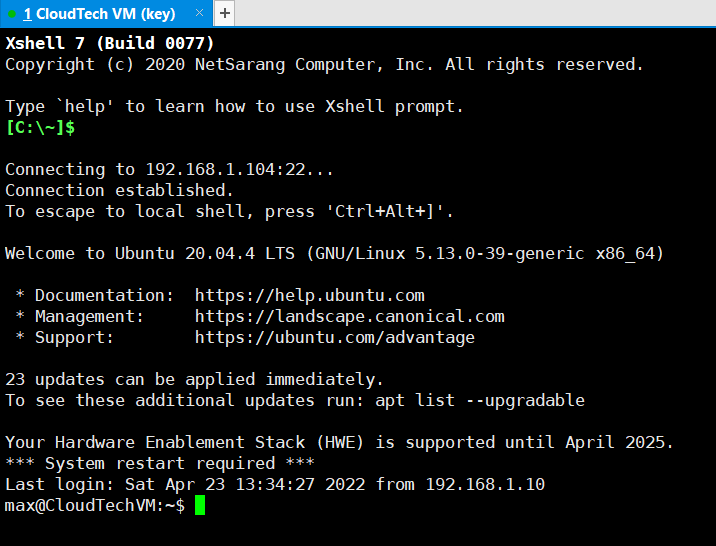 1 CloudTech VM (key) × +
Xshell 7 (Build 0077)
Copyright (c) 2020 NetSarang Computer, Inc. All rights reserved.
Type `help' to learn how to use Xshell prompt.
[C:\~]$
Connecting to 192.168.1.104:22...
Connection established.
To escape to local shell, press 'Ctrl+Alt+]'.
Welcome to Ubuntu 20.04.4 LTS (GNU/Linux 5.13.0-39-generic x86_64)
* Documentation:  https://help.ubuntu.com
* Management:     https://landscape.canonical.com
* Support:        https://ubuntu.com/advantage
23 updates can be applied immediately.
To see these additional updates run: apt list --upgradable
Your Hardware Enablement Stack (HWE) is supported until April 2025.
*** System restart required ***
Last login: Sat Apr 23 13:34:27 2022 from 192.168.1.10
max@CloudTechVM:~$